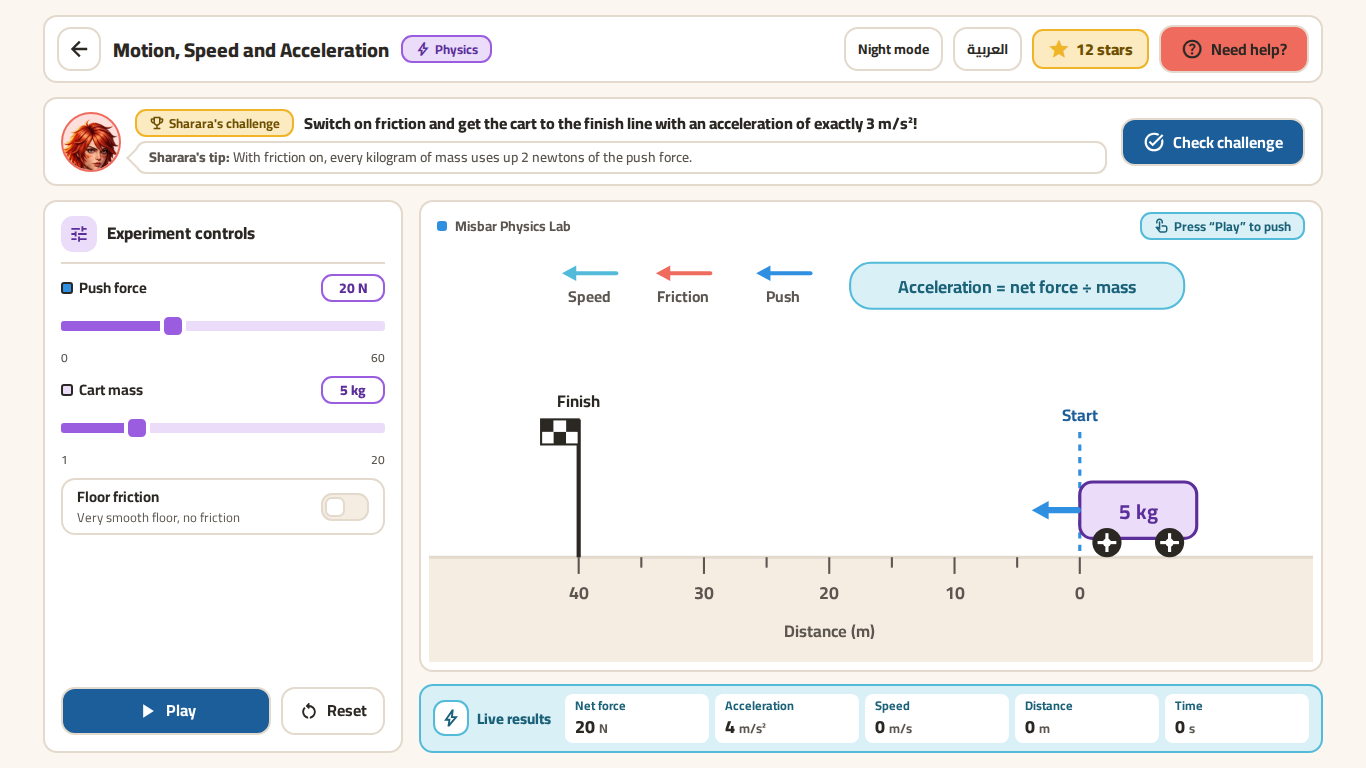 Motion, Speed and Acceleration
Physics
Night mode
العربية
12 stars
Need help?
Sharara's challenge
Switch on friction and get the cart to the finish line with an acceleration of exactly 3 m/s²!
Sharara's tip: With friction on, every kilogram of mass uses up 2 newtons of the push force.
Check challenge
Experiment controls
Push force
20 N
0
60
Cart mass
5 kg
1
20
Floor friction
Very smooth floor, no friction
Play
Reset
Misbar Physics Lab
Press "Play" to push
Speed
Friction
Push
Acceleration = net force ÷ mass
Finish
Start
5 kg
40
30
20
10
0
Distance (m)
Live results
Net force
20 N
Acceleration
4 m/s²
Speed
0 m/s
Distance
0 m
Time
0 s